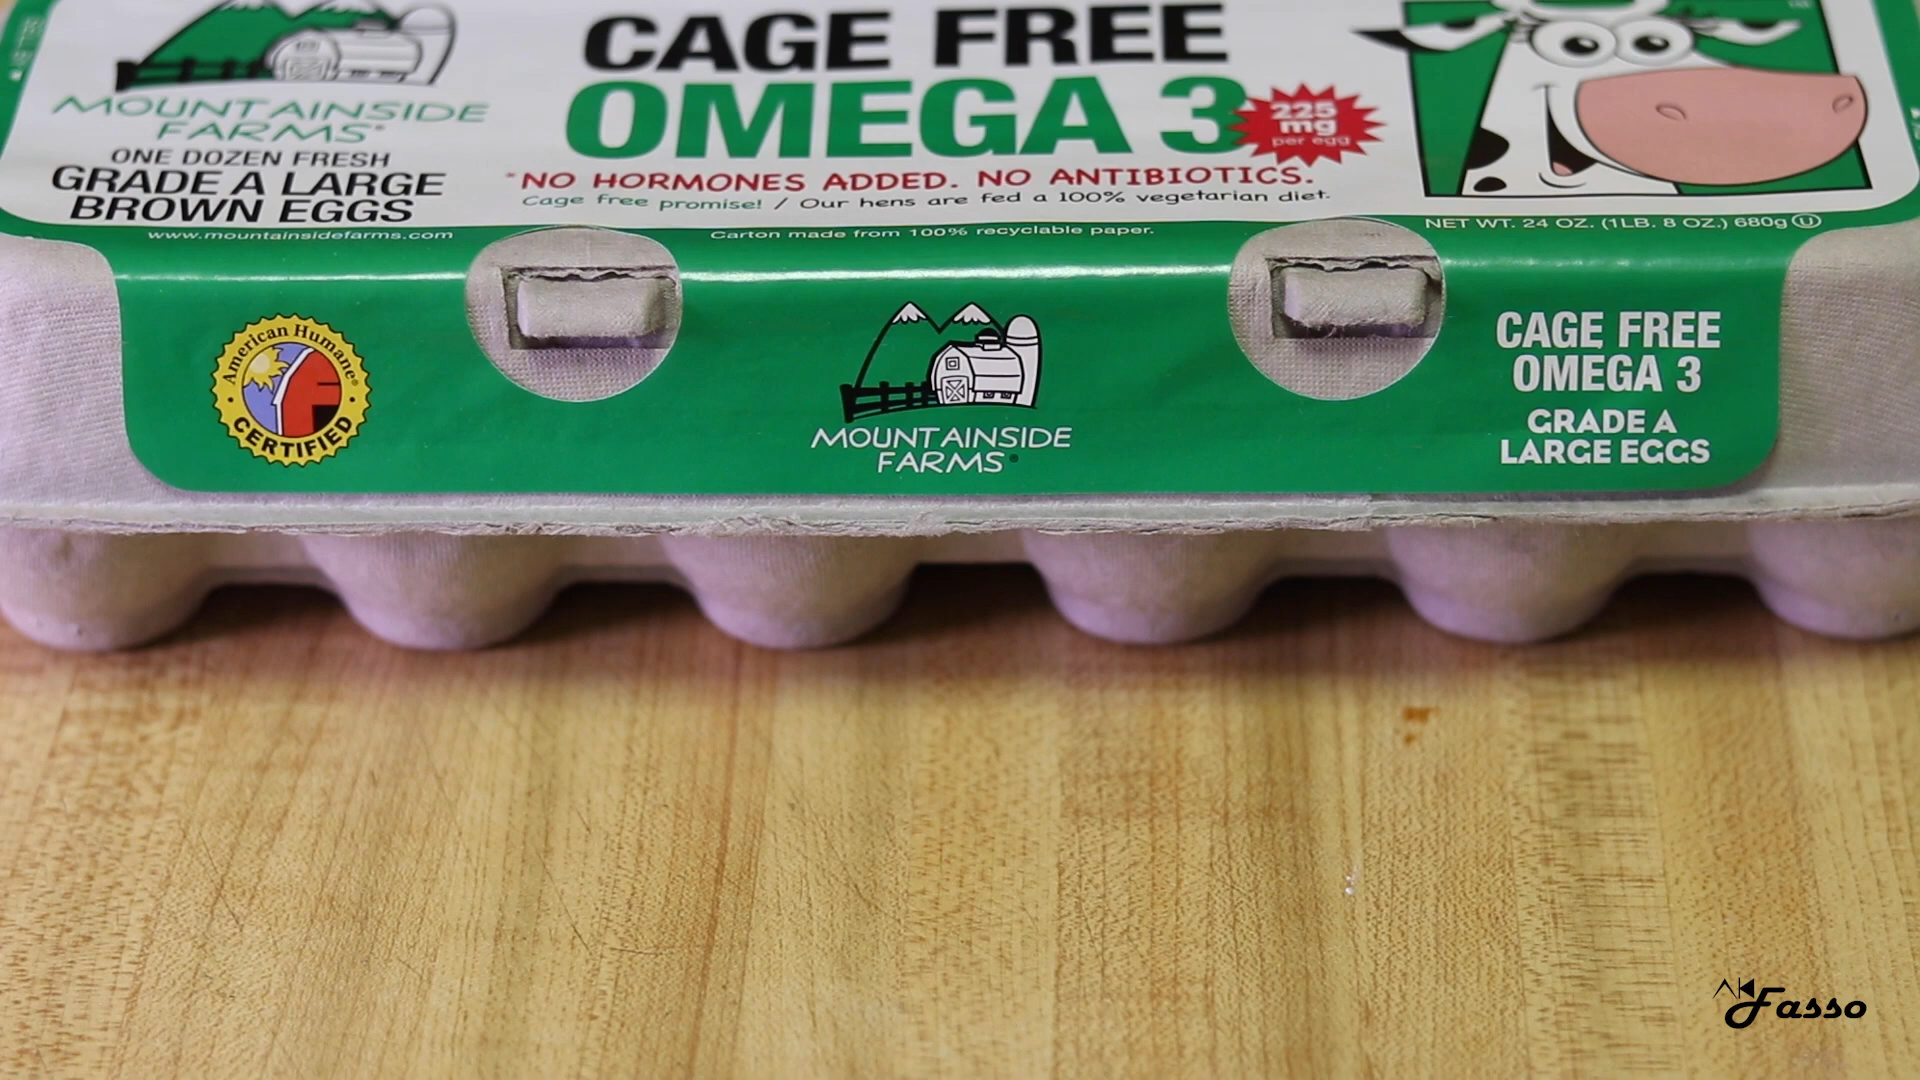 CAGE FREE
OMEGA 3
225
mg
per egg
MOUNTAINSIDE
FARMS®
ONE DOZEN FRESH
GRADE A LARGE
BROWN EGGS
*NO HORMONES ADDED. NO ANTIBIOTICS.
Cage free promise! / Our hens are fed a 100% vegetarian diet.
www.mountainsidefarms.com
Carton made from 100% recyclable paper.
NET WT. 24 OZ. (1LB. 8 OZ.) 680g Ⓤ
American Humane®
CERTIFIED
MOUNTAINSIDE
FARMS®
CAGE FREE
OMEGA 3
GRADE A
LARGE EGGS
Fasso